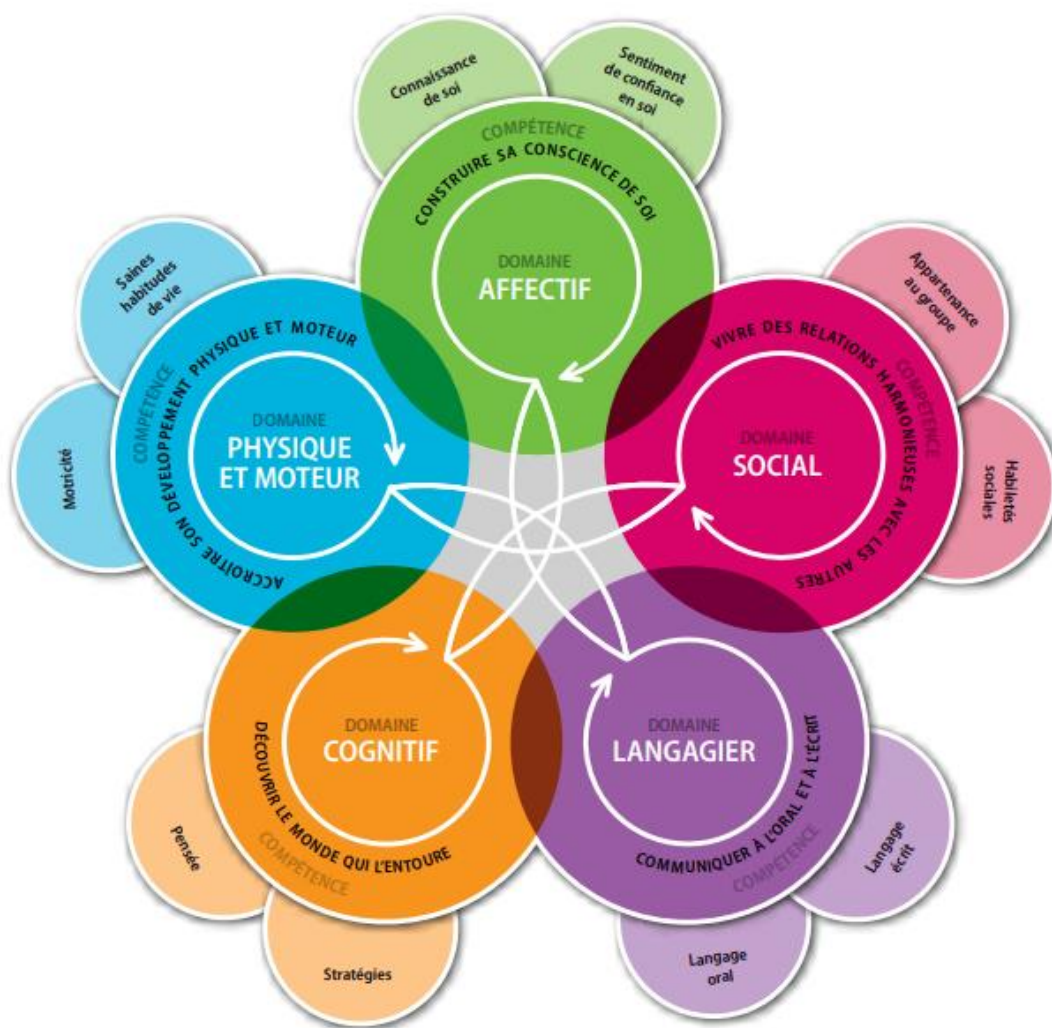 Connaissance
de soi
Sentiment
de confiance
en soi
COMPÉTENCE
CONSTRUIRE SA CONSCIENCE DE SOI
DOMAINE
AFFECTIF
Appartenance
au groupe
Habiletés
sociales
COMPÉTENCE
VIVRE DES RELATIONS HARMONIEUSES AVEC LES AUTRES
DOMAINE
SOCIAL
Saines
habitudes
de vie
Motricité
COMPÉTENCE
ACCROÎTRE SON DÉVELOPPEMENT PHYSIQUE ET MOTEUR
DOMAINE
PHYSIQUE
ET MOTEUR
DOMAINE
COGNITIF
DÉCOUVRIR LE MONDE QUI L'ENTOURE
COMPÉTENCE
Pensée
Stratégies
DOMAINE
LANGAGIER
COMMUNIQUER À L'ORAL ET À L'ÉCRIT
COMPÉTENCE
Langage
écrit
Langage
oral